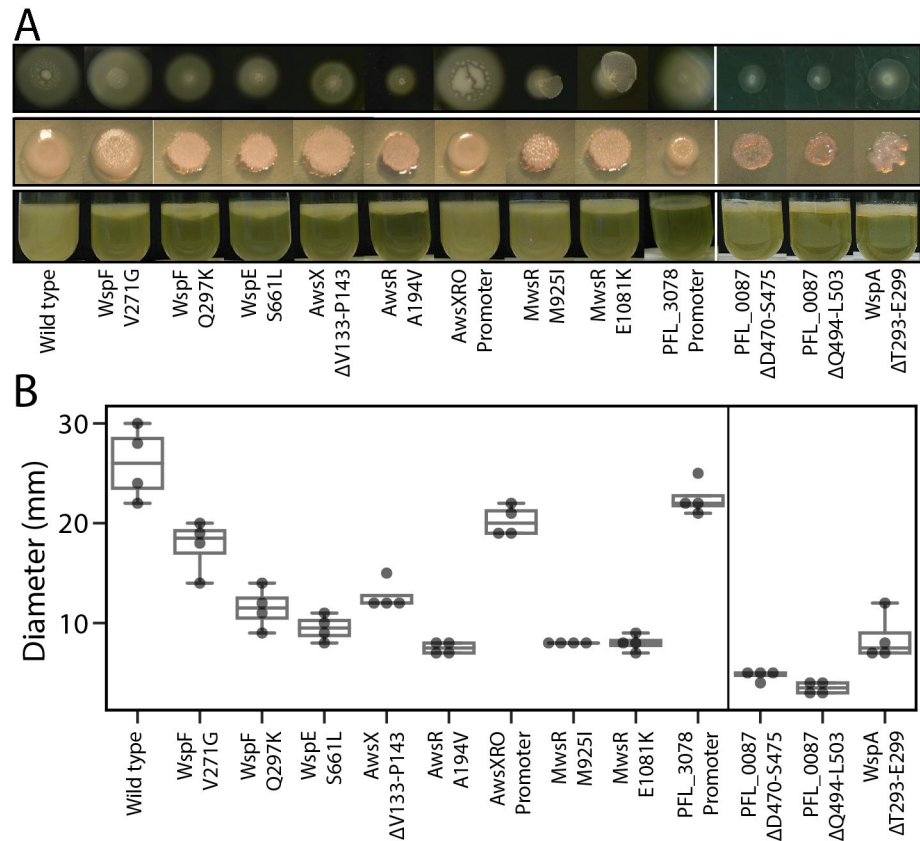 A
Wild type
WspF
V271G
WspF
Q297K
WspE
S661L
AwsX
ΔV133-P143
AwsR
A194V
AwsXRO
Promoter
MwsR
M925I
MwsR
E1081K
PFL_3078
Promoter
PFL_0087
ΔD470-S475
PFL_0087
ΔQ494-L503
WspA
ΔT293-E299
B
Diameter (mm)
30
20
10
Wild type
WspF
V271G
WspF
Q297K
WspE
S661L
AwsX
ΔV133-P143
AwsR
A194V
AwsXRO
Promoter
MwsR
M925I
MwsR
E1081K
PFL_3078
Promoter
PFL_0087
ΔD470-S475
PFL_0087
ΔQ494-L503
WspA
ΔT293-E299